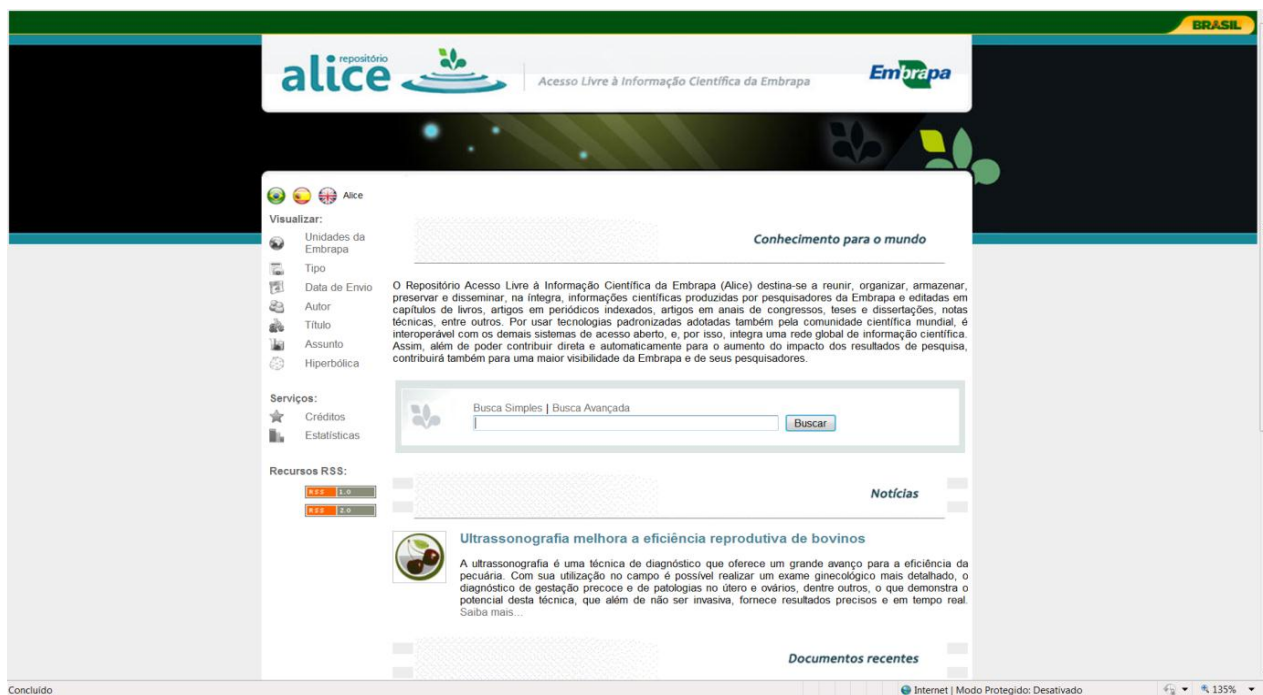 BRASIL
repositório
alice
Acesso Livre à Informação Científica da Embrapa
Embrapa
Alice
Visualizar:
Unidades da
Embrapa
Tipo
Data de Envio
Autor
Título
Assunto
Hiperbólica
Serviços:
Créditos
Estatísticas
Recursos RSS:
RSS 1.0
RSS 2.0
Conhecimento para o mundo
O Repositório Acesso Livre à Informação Científica da Embrapa (Alice) destina-se a reunir, organizar, armazenar,
preservar e disseminar, na íntegra, informações científicas produzidas por pesquisadores da Embrapa e editadas em
capítulos de livros, artigos em periódicos indexados, artigos em anais de congressos, teses e dissertações, notas
técnicas, entre outros. Por usar tecnologias padronizadas adotadas também pela comunidade científica mundial, é
interoperável com os demais sistemas de acesso aberto, e, por isso, integra uma rede global de informação científica.
Assim, além de poder contribuir direta e automaticamente para o aumento do impacto dos resultados de pesquisa,
contribuirá também para uma maior visibilidade da Embrapa e de seus pesquisadores.
Busca Simples | Busca Avançada
Buscar
Notícias
Ultrassonografia melhora a eficiência reprodutiva de bovinos
A ultrassonografia é uma técnica de diagnóstico que oferece um grande avanço para a eficiência da
pecuária. Com sua utilização no campo é possível realizar um exame ginecológico mais detalhado, o
diagnóstico de gestação precoce e de patologias no útero e ovários, dentre outros, o que demonstra o
potencial desta técnica, que além de não ser invasiva, fornece resultados precisos e em tempo real.
Saiba mais...
Documentos recentes
Concluído
Internet | Modo Protegido: Desativado
135%